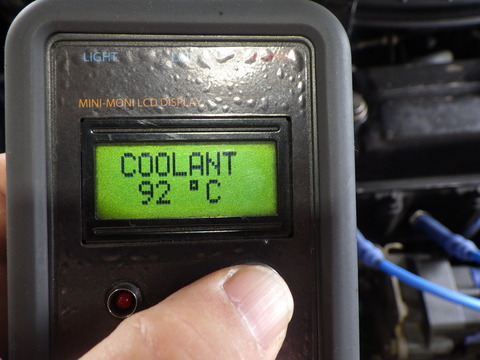 LIGHT
MINI-MONI LCD DISPLAY
COOLANT
92 °C